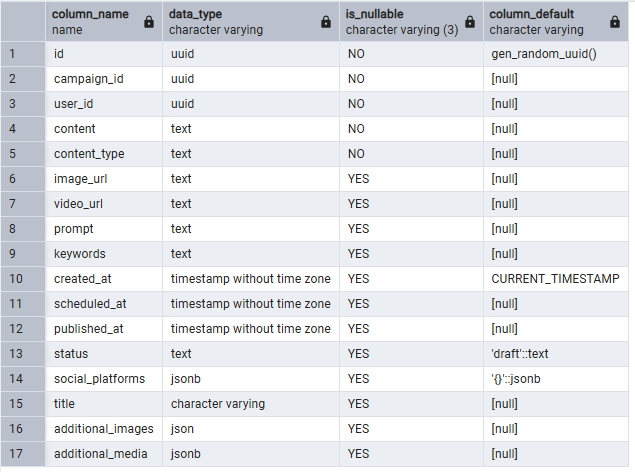 column_name data_type is_nullable column_default
name character varying character varying (3) character varying
1 id uuid NO gen_random_uuid()
2 campaign_id uuid NO [null]
3 user_id uuid NO [null]
4 content text NO [null]
5 content_type text NO [null]
6 image_url text YES [null]
7 video_url text YES [null]
8 prompt text YES [null]
9 keywords text YES [null]
10 created_at timestamp without time zone YES CURRENT_TIMESTAMP
11 scheduled_at timestamp without time zone YES [null]
12 published_at timestamp without time zone YES [null]
13 status text YES 'draft'::text
14 social_platforms jsonb YES '{}'::jsonb
15 title character varying YES [null]
16 additional_images json YES [null]
17 additional_media jsonb YES [null]